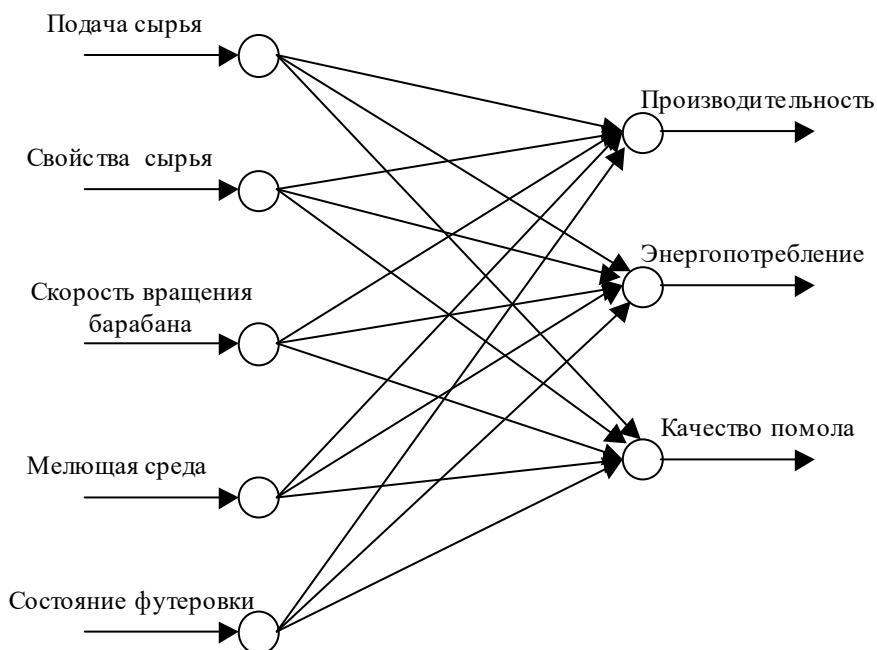 Подача сырья
Производительность
Свойства сырья
Энергопотребление
Скорость вращения
барабана
Качество помола
Мелющая среда
Состояние футеровки